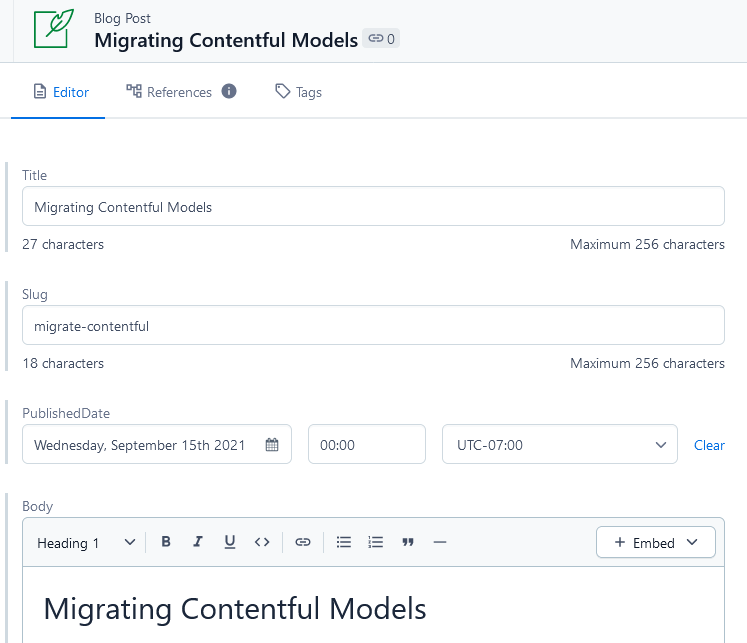 Blog Post
Migrating Contentful Models 0
Editor References i Tags
Title
Migrating Contentful Models
27 characters Maximum 256 characters
Slug
migrate-contentful
18 characters Maximum 256 characters
PublishedDate
Wednesday, September 15th 2021 00:00 UTC-07:00 Clear
Body
Heading 1 B I U <> + Embed
Migrating Contentful Models